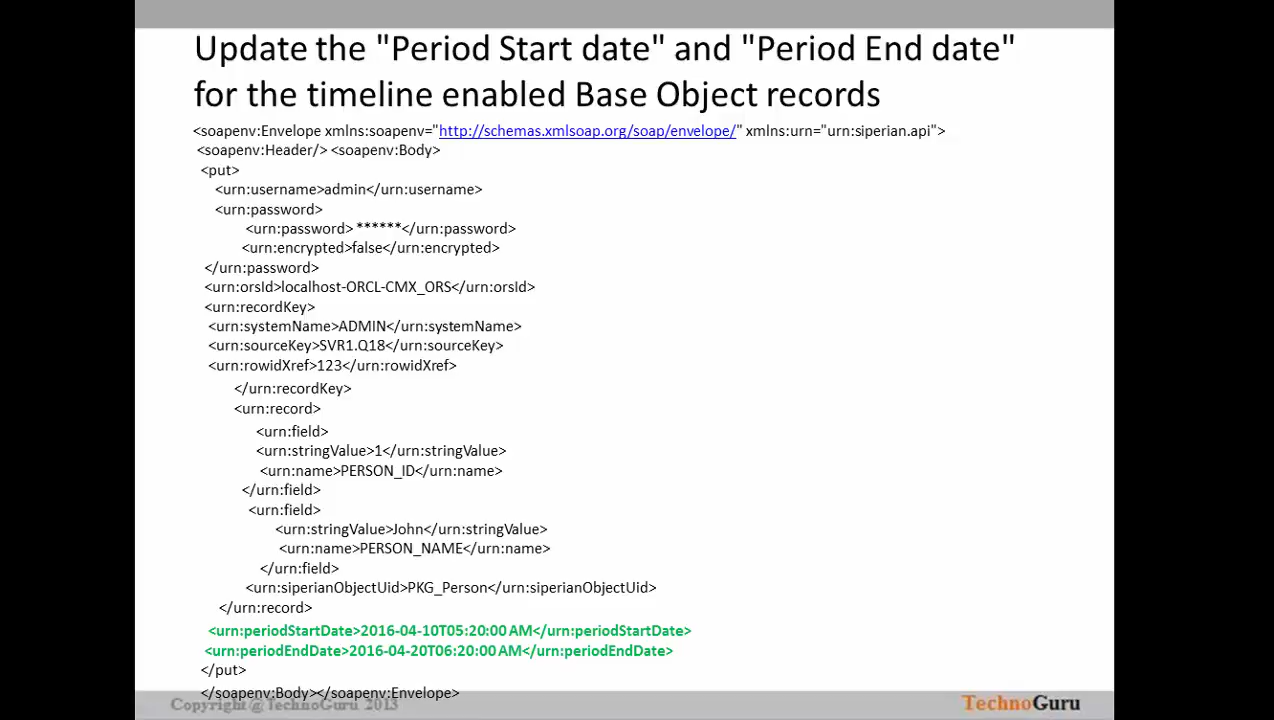 Update the "Period Start date" and "Period End date"
for the timeline enabled Base Object records
<soapenv:Envelope xmlns:soapenv="http://schemas.xmlsoap.org/soap/envelope/" xmlns:urn="urn:siperian.api">
<soapenv:Header/> <soapenv:Body>
<put>
<urn:username>admin</urn:username>
<urn:password>
<urn:password> ******</urn:password>
<urn:encrypted>false</urn:encrypted>
</urn:password>
<urn:orsId>localhost-ORCL-CMX_ORS</urn:orsId>
<urn:recordKey>
<urn:systemName>ADMIN</urn:systemName>
<urn:sourceKey>SVR1.Q18</urn:sourceKey>
<urn:rowidXref>123</urn:rowidXref>
</urn:recordKey>
<urn:record>
<urn:field>
<urn:stringValue>1</urn:stringValue>
<urn:name>PERSON_ID</urn:name>
</urn:field>
<urn:field>
<urn:stringValue>John</urn:stringValue>
<urn:name>PERSON_NAME</urn:name>
</urn:field>
<urn:siperianObjectUid>PKG_Person</urn:siperianObjectUid>
</urn:record>
<urn:periodStartDate>2016-04-10T05:20:00 AM</urn:periodStartDate>
<urn:periodEndDate>2016-04-20T06:20:00 AM</urn:periodEndDate>
</put>
</soapenv:Body></soapenv:Envelope>
Copyright @ TechnoGuru 2013
TechnoGuru